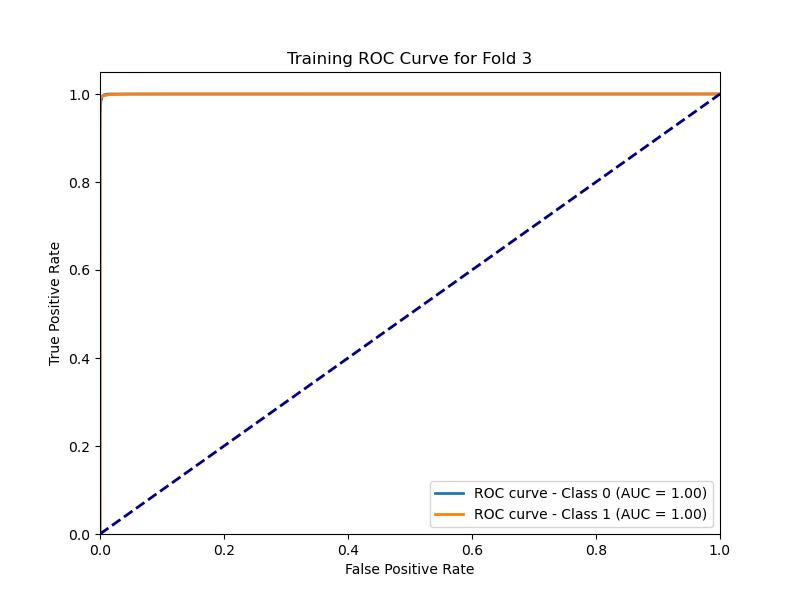 Training ROC Curve for Fold 3
True Positive Rate
1.0
0.8
0.6
0.4
0.2
0.0
ROC curve - Class 0 (AUC = 1.00)
ROC curve - Class 1 (AUC = 1.00)
0.0 0.2 0.4 0.6 0.8 1.0
False Positive Rate